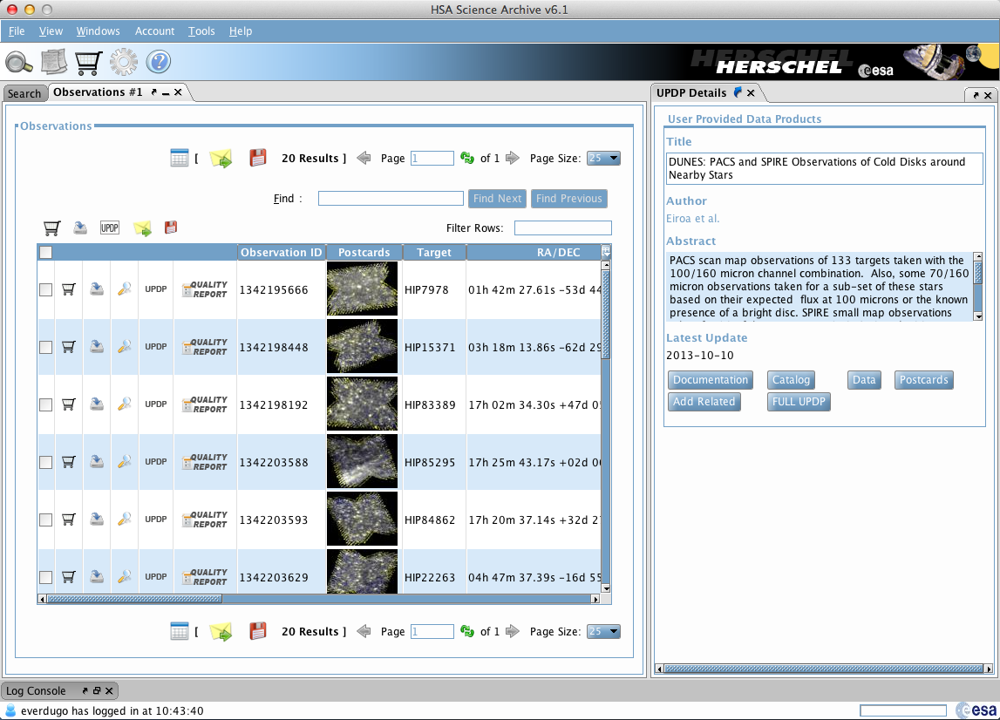 HSA Science Archive v6.1
File View Windows Account Tools Help
HERSCHEL
esa
Search Observations #1
Observations
[ 20 Results ] Page 1 of 1 Page Size: 25
Find : Find Next Find Previous
UPDP Filter Rows:
Observation ID Postcards Target RA/DEC
UPDP QUALITY REPORT 1342195666 HIP7978 01h 42m 27.61s -53d 44
UPDP QUALITY REPORT 1342198448 HIP15371 03h 18m 13.86s -62d 29
UPDP QUALITY REPORT 1342198192 HIP83389 17h 02m 34.30s +47d
UPDP QUALITY REPORT 1342203588 HIP85295 17h 25m 43.17s +02d
UPDP QUALITY REPORT 1342203593 HIP84862 17h 20m 37.14s +32d
UPDP QUALITY REPORT 1342203629 HIP22263 04h 47m 37.39s -16d 55
[ 20 Results ] Page 1 of 1 Page Size: 25
UPDP Details
User Provided Data Products
Title
DUNES: PACS and SPIRE Observations of Cold Disks around
Nearby Stars
Author
Eiroa et al.
Abstract
PACS scan map observations of 133 targets taken with the
100/160 micron channel combination. Also, some 70/160
micron observations taken for a sub-set of these stars
based on their expected flux at 100 microns or the known
presence of a bright disc. SPIRE small map observations
Latest Update
2013-10-10
Documentation Catalog Data Postcards
Add Related FULL UPDP
Log Console
everdugo has logged in at 10:43:40
esa